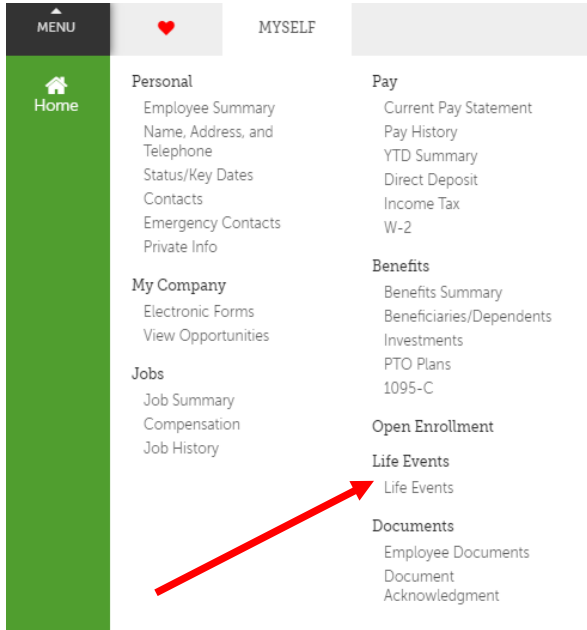 MENU
MYSELF
Home
Personal
Employee Summary
Name, Address, and
Telephone
Status/Key Dates
Contacts
Emergency Contacts
Private Info
My Company
Electronic Forms
View Opportunities
Jobs
Job Summary
Compensation
Job History
Pay
Current Pay Statement
Pay History
YTD Summary
Direct Deposit
Income Tax
W-2
Benefits
Benefits Summary
Beneficiaries/Dependents
Investments
PTO Plans
1095-C
Open Enrollment
Life Events
Life Events
Documents
Employee Documents
Document
Acknowledgment